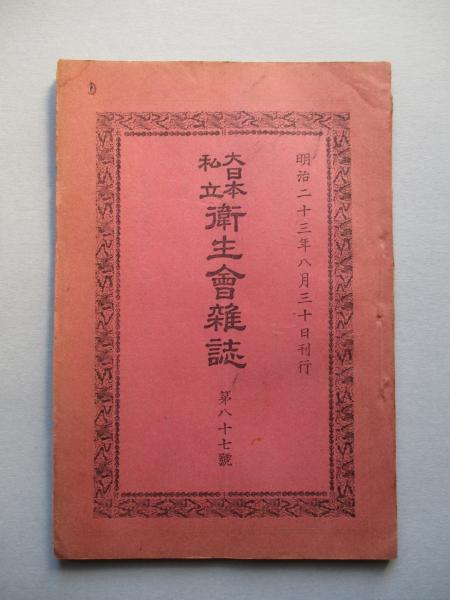 明治二十三年八月三十日刊行
大日本
私立
衛生會雜誌
第八十七號